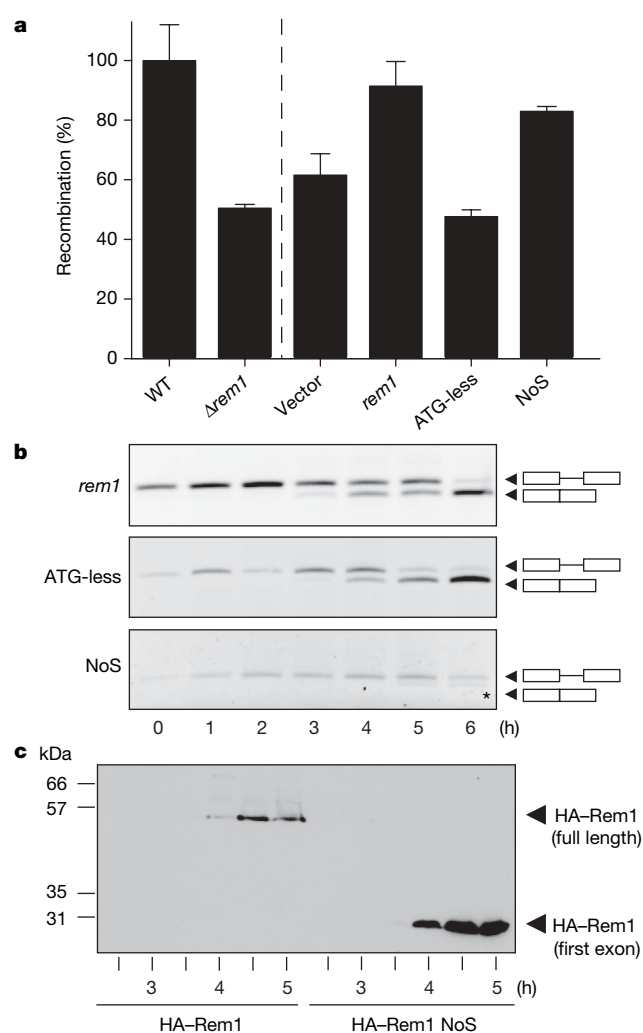 a
Recombination (%)
100
80
60
40
20
0
WT
Δrem1
Vector
rem1
ATG-less
NoS
b
rem1
ATG-less
NoS
*
0 1 2 3 4 5 6 (h)
c kDa
66
57
35
31
HA–Rem1
(full length)
HA–Rem1
(first exon)
3 4 5 3 4 5 (h)
HA–Rem1 HA–Rem1 NoS